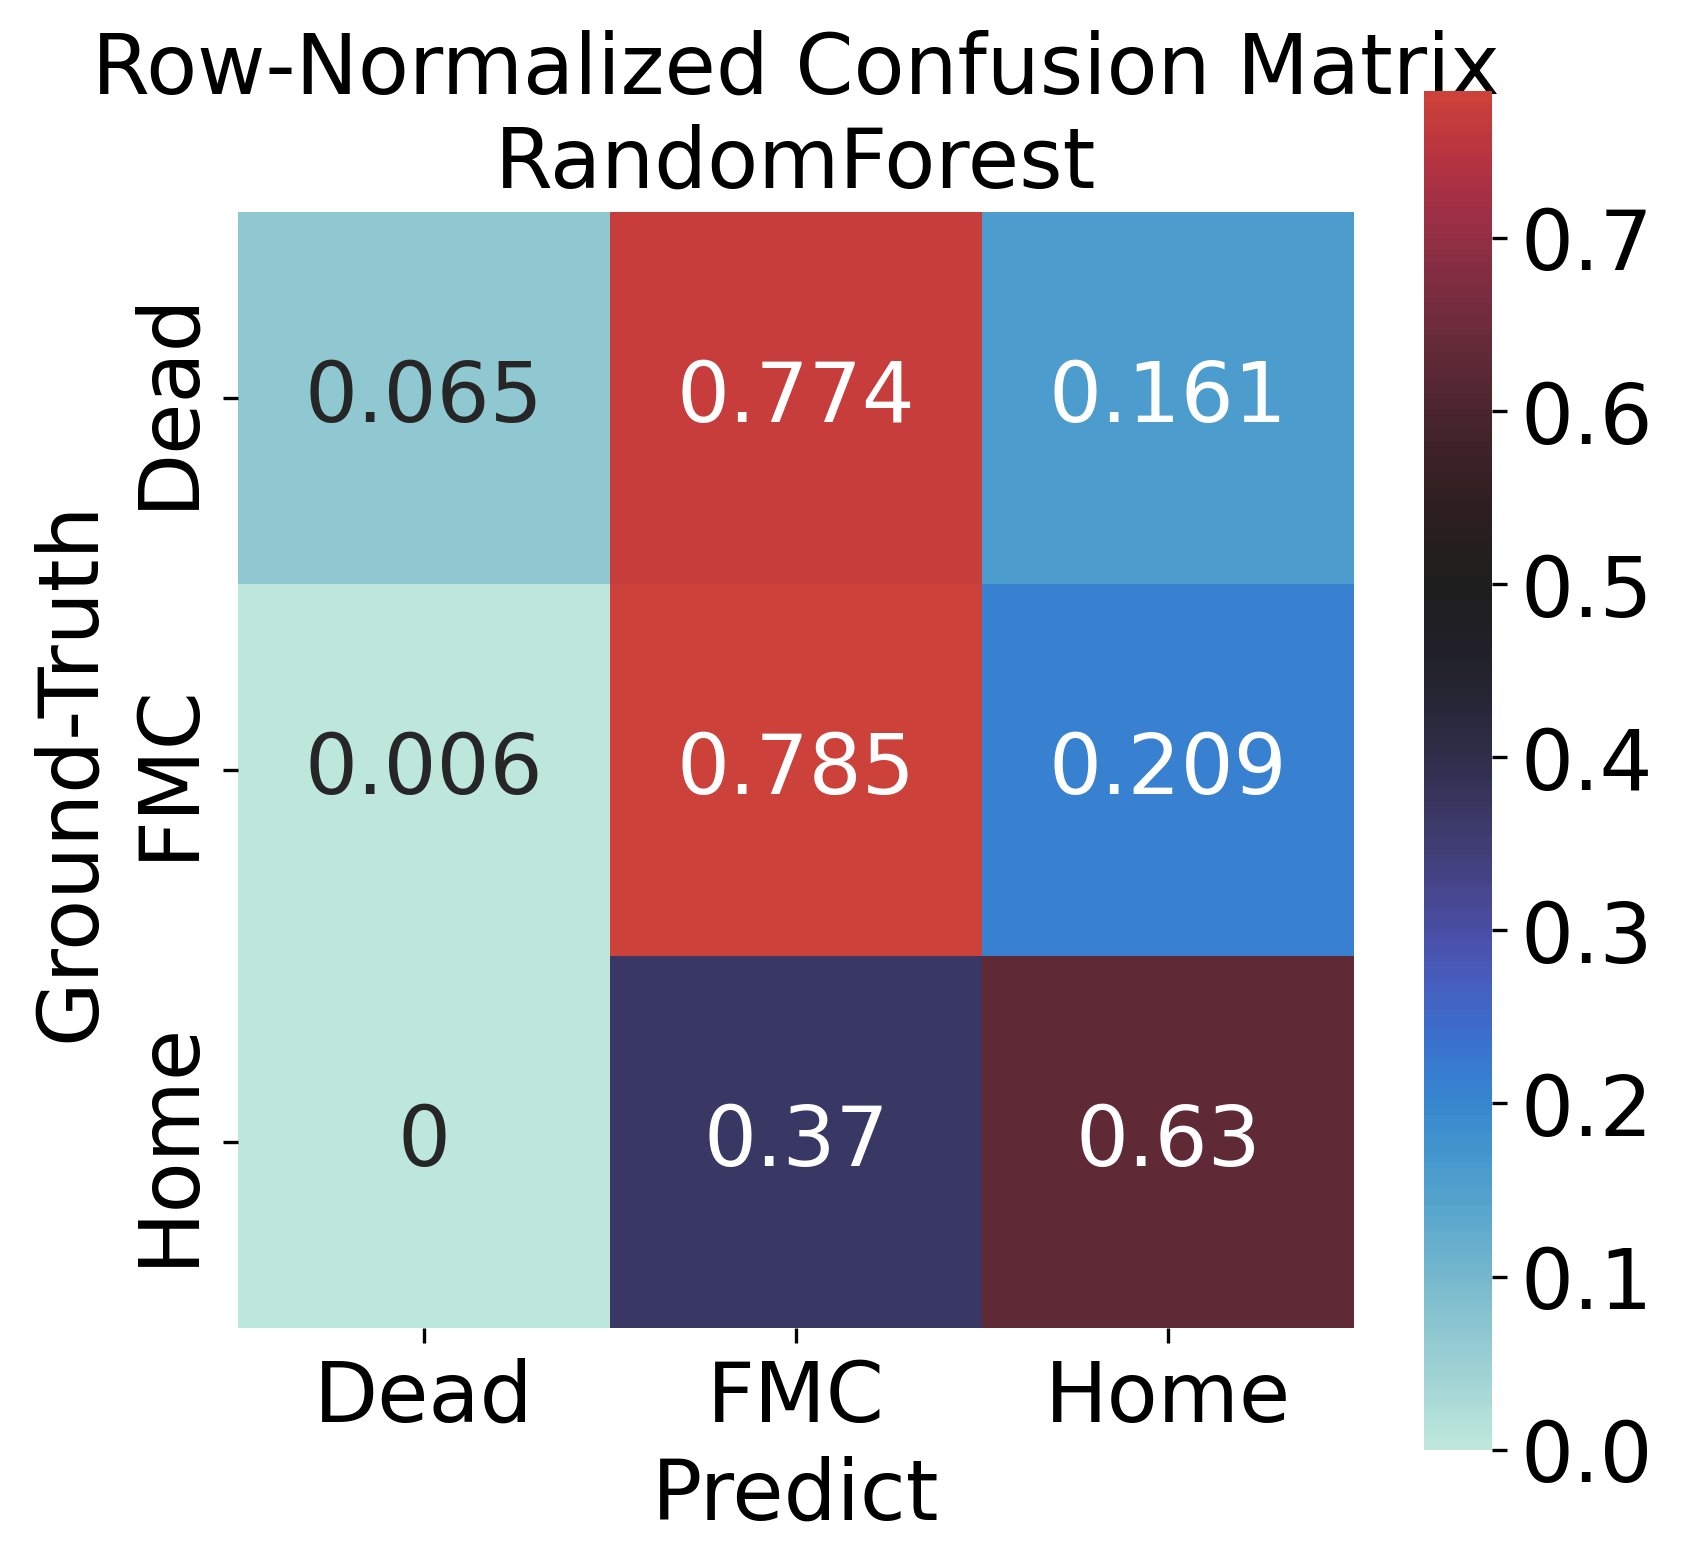 Row-Normalized Confusion Matrix
RandomForest
Ground-Truth
Dead
0.065 0.774 0.161
FMC
0.006 0.785 0.209
Home
0 0.37 0.63
Dead FMC Home
Predict
0.7
0.6
0.5
0.4
0.3
0.2
0.1
0.0